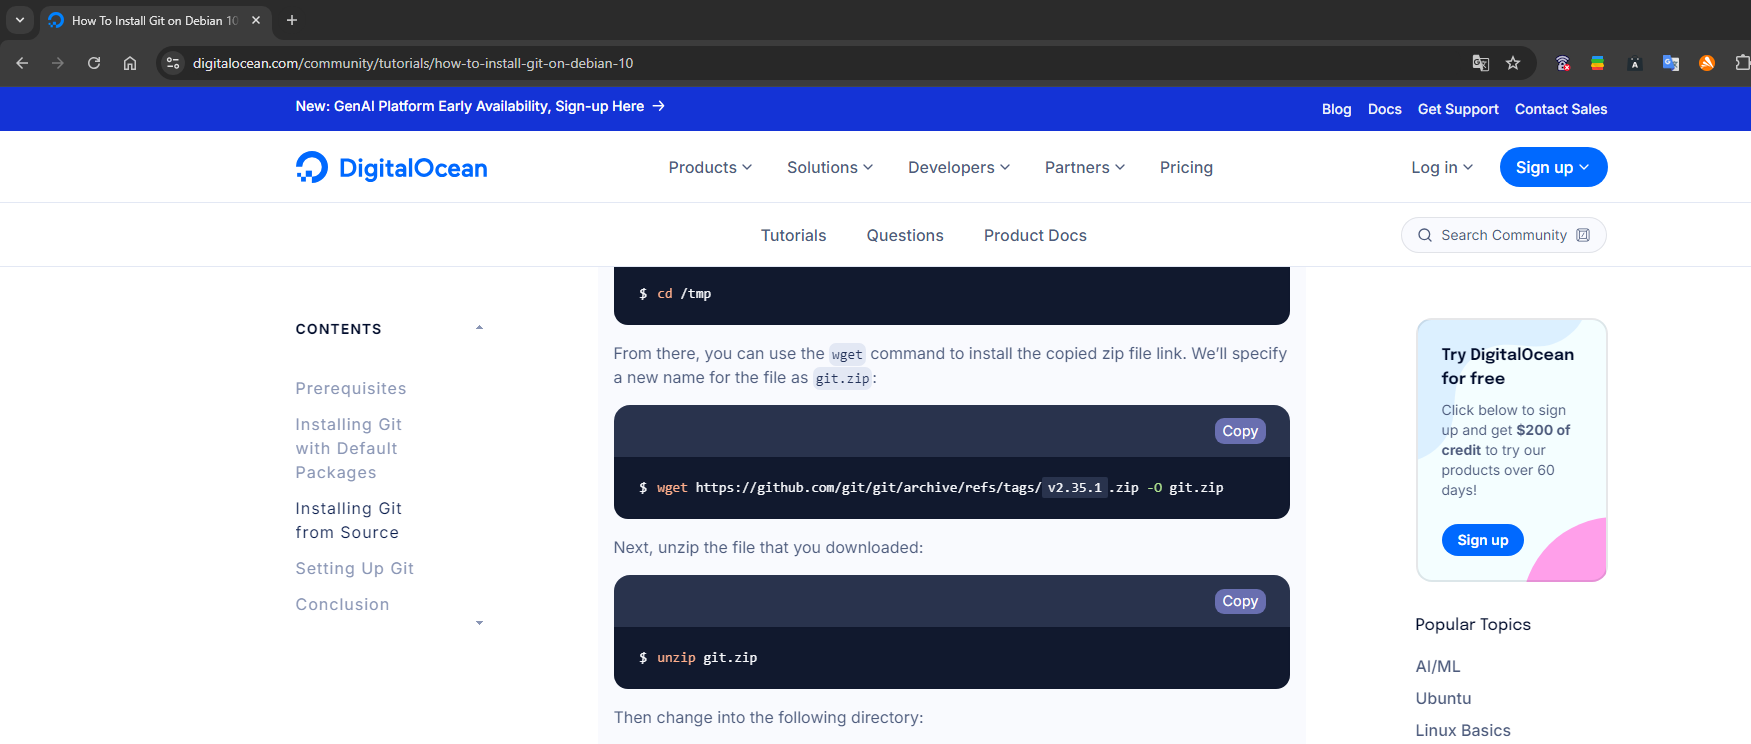 How To Install Git on Debian 10
digitalocean.com/community/tutorials/how-to-install-git-on-debian-10
New: GenAI Platform Early Availability, Sign-up Here →
Blog Docs Get Support Contact Sales
DigitalOcean
Products Solutions Developers Partners Pricing
Log in Sign up
Tutorials Questions Product Docs
Search Community /
CONTENTS
Prerequisites
Installing Git
with Default
Packages
Installing Git
from Source
Setting Up Git
Conclusion
$ cd /tmp
From there, you can use the wget command to install the copied zip file link. We’ll specify
a new name for the file as git.zip:
Copy
$ wget https://github.com/git/git/archive/refs/tags/v2.35.1.zip -O git.zip
Next, unzip the file that you downloaded:
Copy
$ unzip git.zip
Then change into the following directory:
Try DigitalOcean
for free
Click below to sign
up and get $200 of
credit to try our
products over 60
days!
Sign up
Popular Topics
AI/ML
Ubuntu
Linux Basics